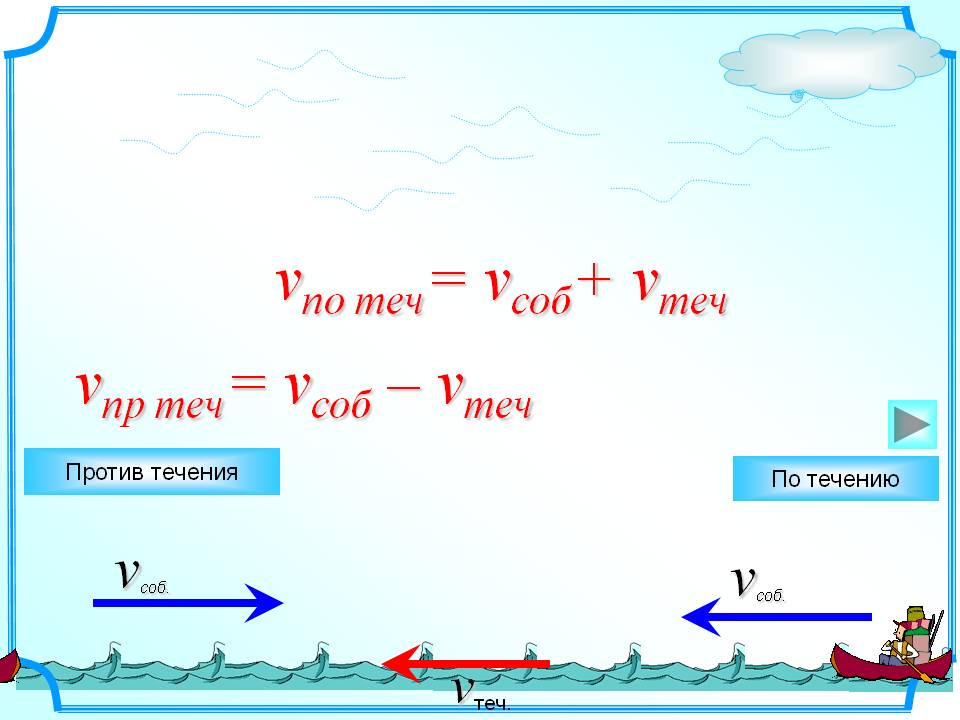 vпо теч = vсоб + vтеч
vпр теч = vсоб – vтеч
Против течения
По течению
vсоб.
vсоб.
vтеч.